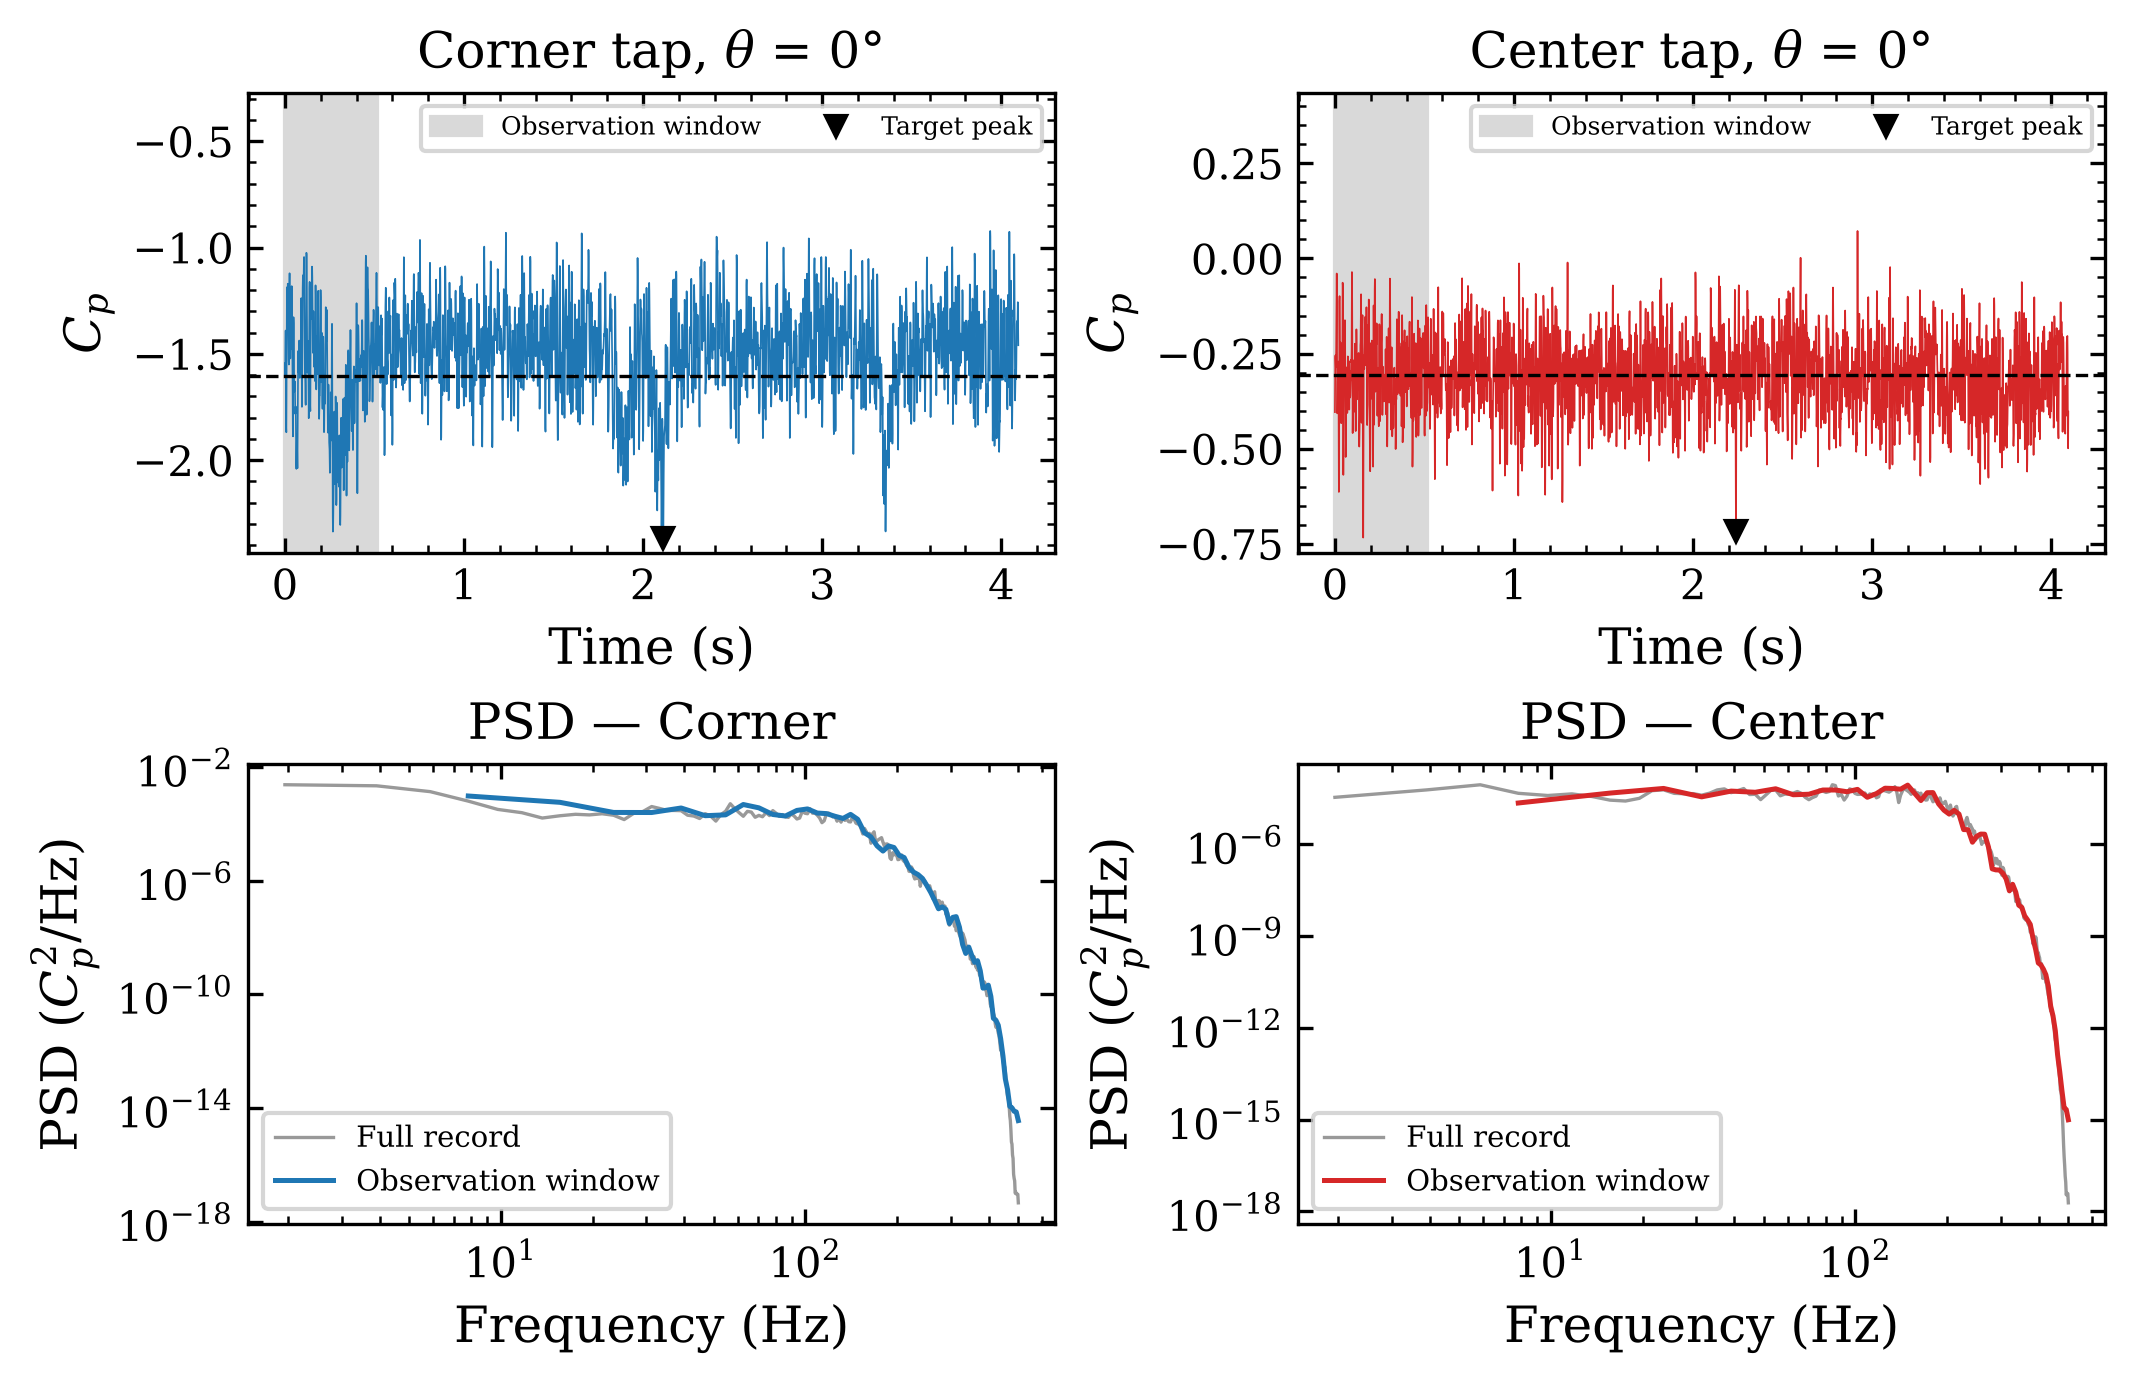 Corner tap, θ = 0°
Observation window
Target peak
−0.5
−1.0
−1.5
−2.0
C_p
0 1 2 3 4
Time (s)
Center tap, θ = 0°
Observation window
Target peak
0.25
0.00
−0.25
−0.50
−0.75
C_p
0 1 2 3 4
Time (s)
PSD — Corner
10^−2
10^−6
10^−10
10^−14
10^−18
PSD (C_p^2/Hz)
Full record
Observation window
10^1 10^2
Frequency (Hz)
PSD — Center
10^−6
10^−9
10^−12
10^−15
10^−18
PSD (C_p^2/Hz)
Full record
Observation window
10^1 10^2
Frequency (Hz)